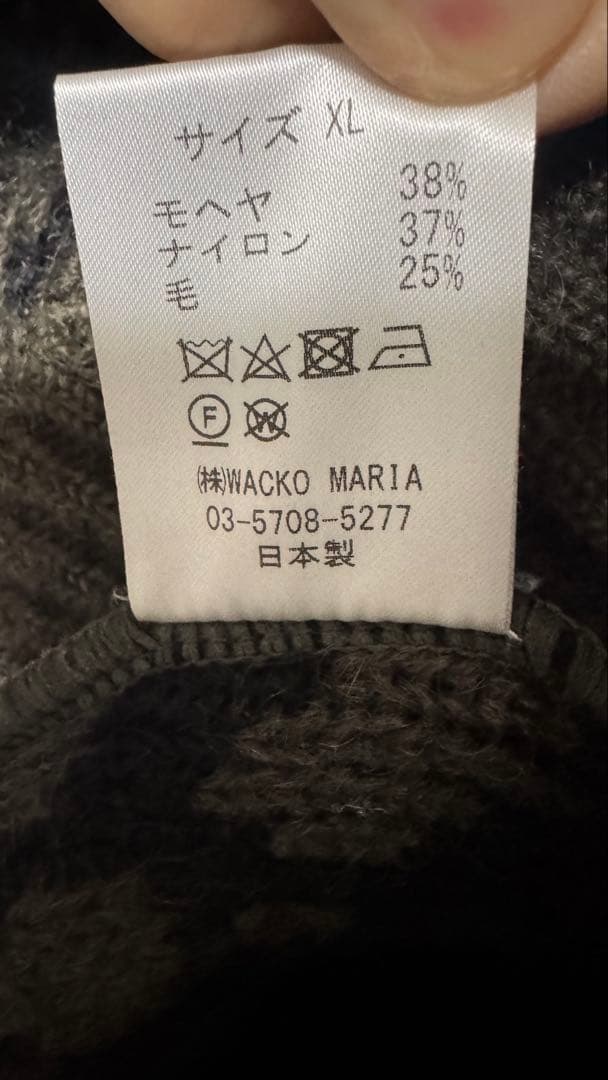 サイズ XL
モヘヤ 38%
ナイロン 37%
毛 25%
F W
㈱WACKO MARIA
03-5708-5277
日本製